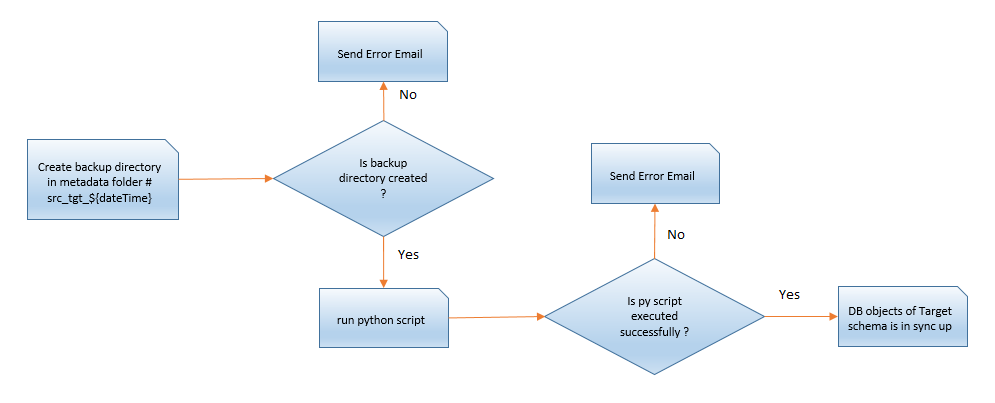 Send Error Email
No
Create backup directory
in metadata folder #
src_tgt_${dateTime}
Is backup
directory created
?
Yes
run python script
Send Error Email
No
Is py script
executed
successfully ?
Yes
DB objects of Target
schema is in sync up